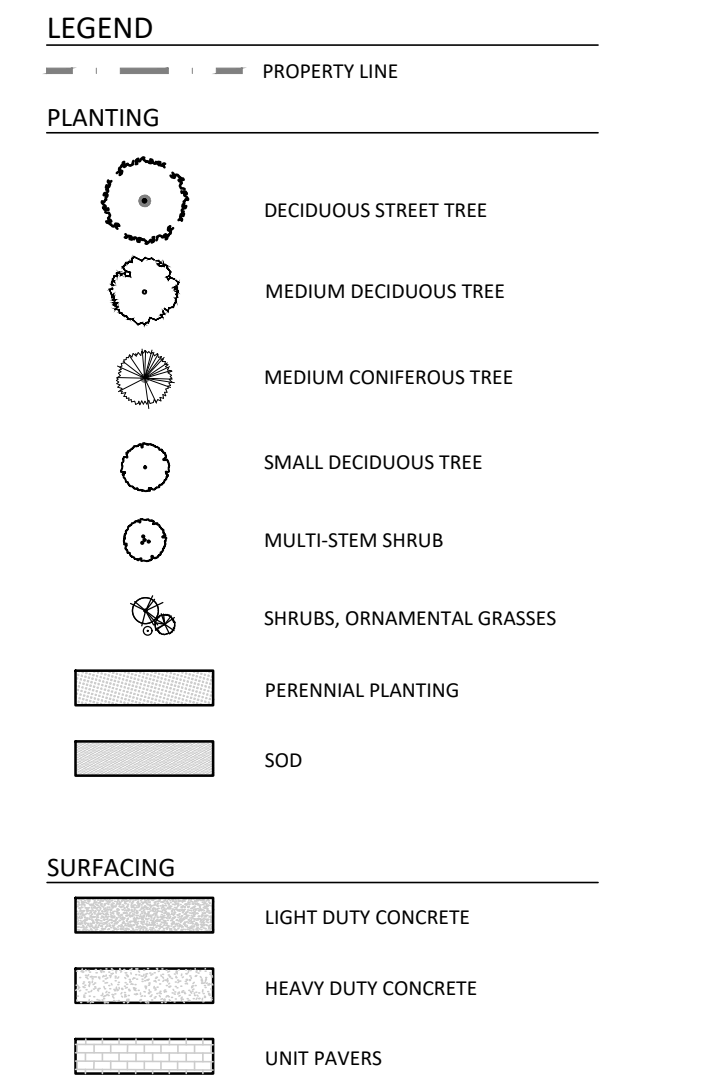 LEGEND
PROPERTY LINE
PLANTING
DECIDUOUS STREET TREE
MEDIUM DECIDUOUS TREE
MEDIUM CONIFEROUS TREE
SMALL DECIDUOUS TREE
MULTI-STEM SHRUB
SHRUBS, ORNAMENTAL GRASSES
PERENNIAL PLANTING
SOD
SURFACING
LIGHT DUTY CONCRETE
HEAVY DUTY CONCRETE
UNIT PAVERS